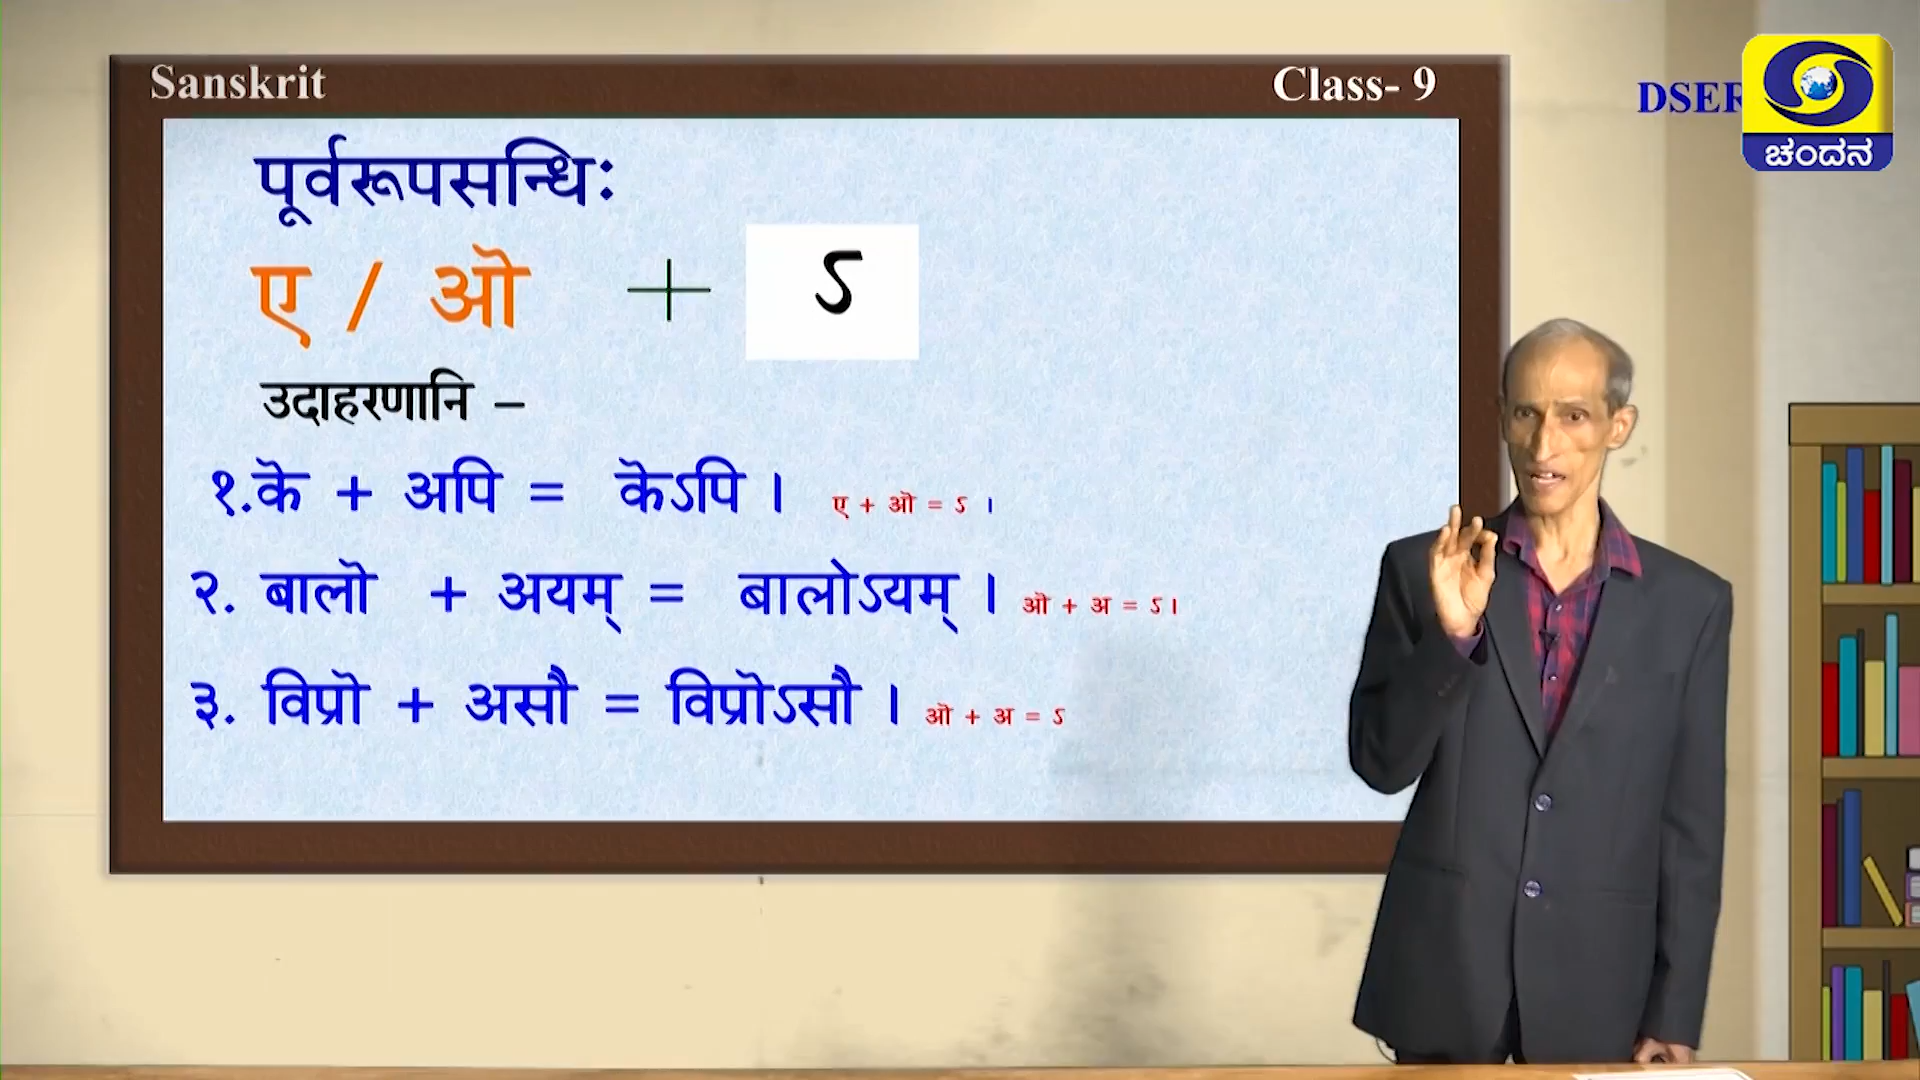 Sanskrit
Class- 9
DSER
ಚಂದನ
पूर्वरूपसन्धिः
ए / ऒ + ऽ
उदाहरणानि –
१.कॆ + अपि = कॆऽपि ।
ए + ऒ = ऽ ।
२. बालॊ + अयम् = बालोऽयम् ।
ऒ + अ = ऽ ।
३. विप्रॊ + असौ = विप्रॊऽसौ ।
ऒ + अ = ऽ